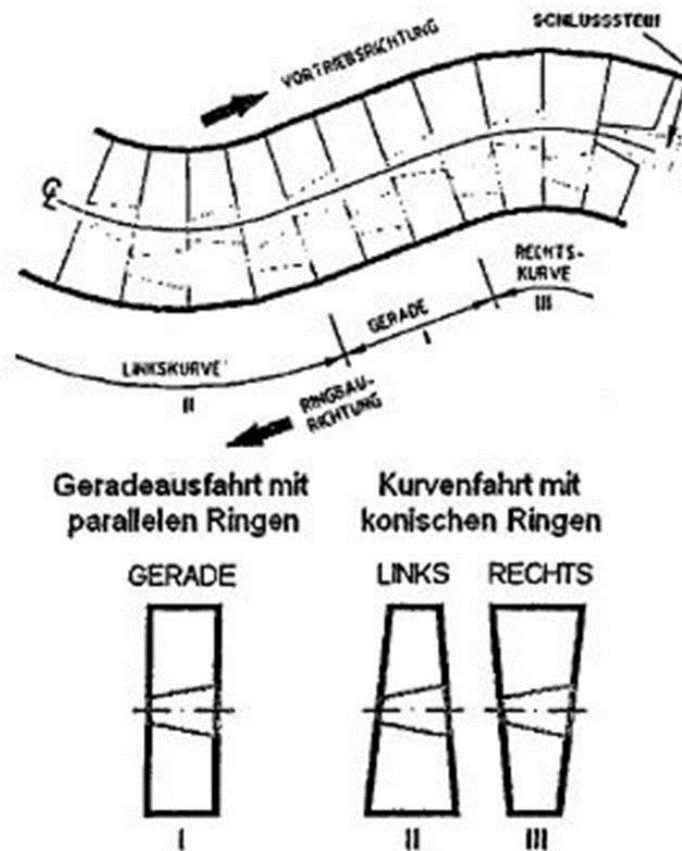 SCHLUSSSTEIN
VORTRIEBSRICHTUNG
℄
RECHTS-
KURVE
III
GERADE
I
LINKSKURVE
II
RINGBAU-
RICHTUNG
Geradeausfahrt mit
parallelen Ringen
Kurvenfahrt mit
konischen Ringen
GERADE
LINKS
RECHTS
I
II
III